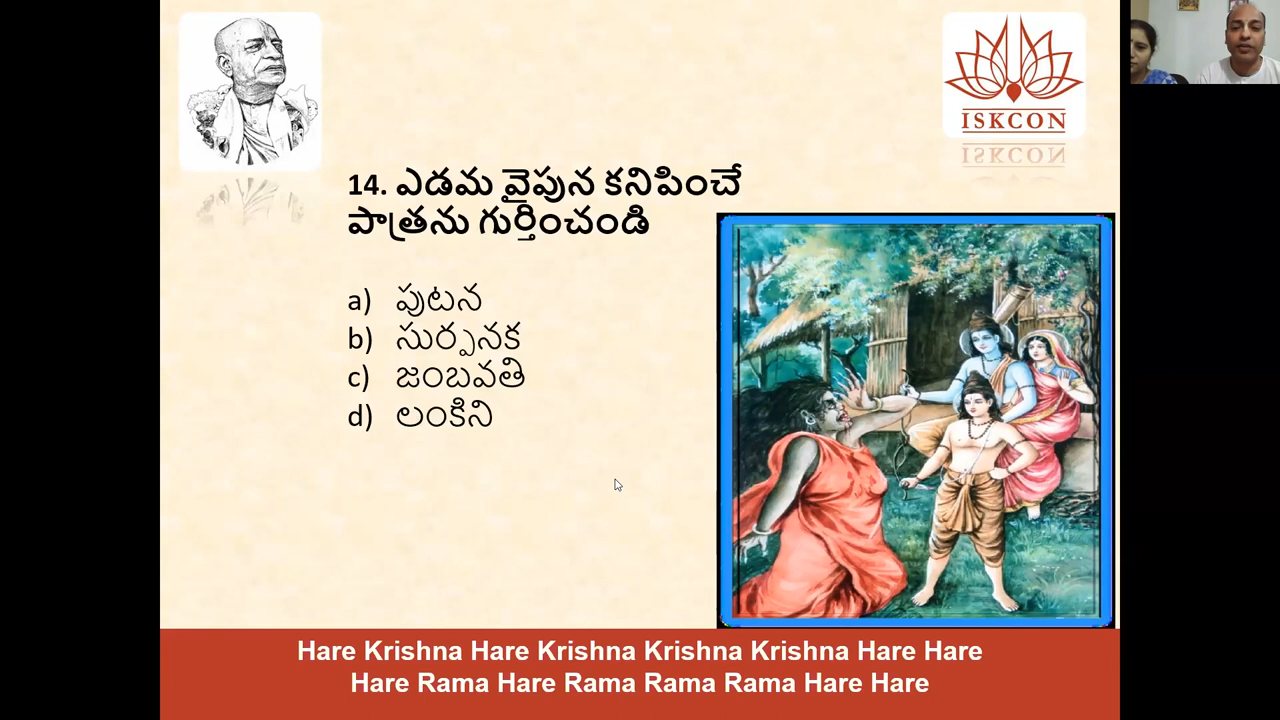 ISKCON
14. ఎడమ వైపున కనిపించే
పాత్రను గుర్తించండి
a) పుటన
b) సుర్పనక
c) జంబవతి
d) లంకిని
Hare Krishna Hare Krishna Krishna Krishna Hare Hare
Hare Rama Hare Rama Rama Rama Hare Hare